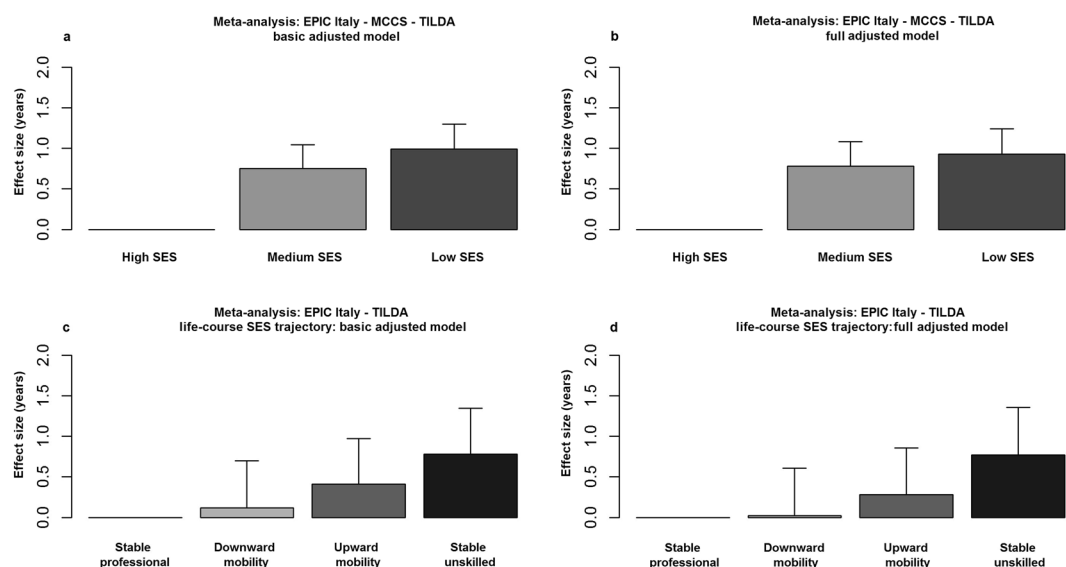 Meta-analysis: EPIC Italy - MCCS - TILDA
a basic adjusted model
2.0
1.5
1.0
0.5
0.0
Effect size (years)
High SES Medium SES Low SES
Meta-analysis: EPIC Italy - MCCS - TILDA
b full adjusted model
2.0
1.5
1.0
0.5
0.0
Effect size (years)
High SES Medium SES Low SES
Meta-analysis: EPIC Italy - TILDA
c life-course SES trajectory: basic adjusted model
2.0
1.5
1.0
0.5
0.0
Effect size (years)
Stable Downward Upward Stable
professional mobility mobility unskilled
Meta-analysis: EPIC Italy - TILDA
d life-course SES trajectory:full adjusted model
2.0
1.5
1.0
0.5
0.0
Effect size (years)
Stable Downward Upward Stable
professional mobility mobility unskilled